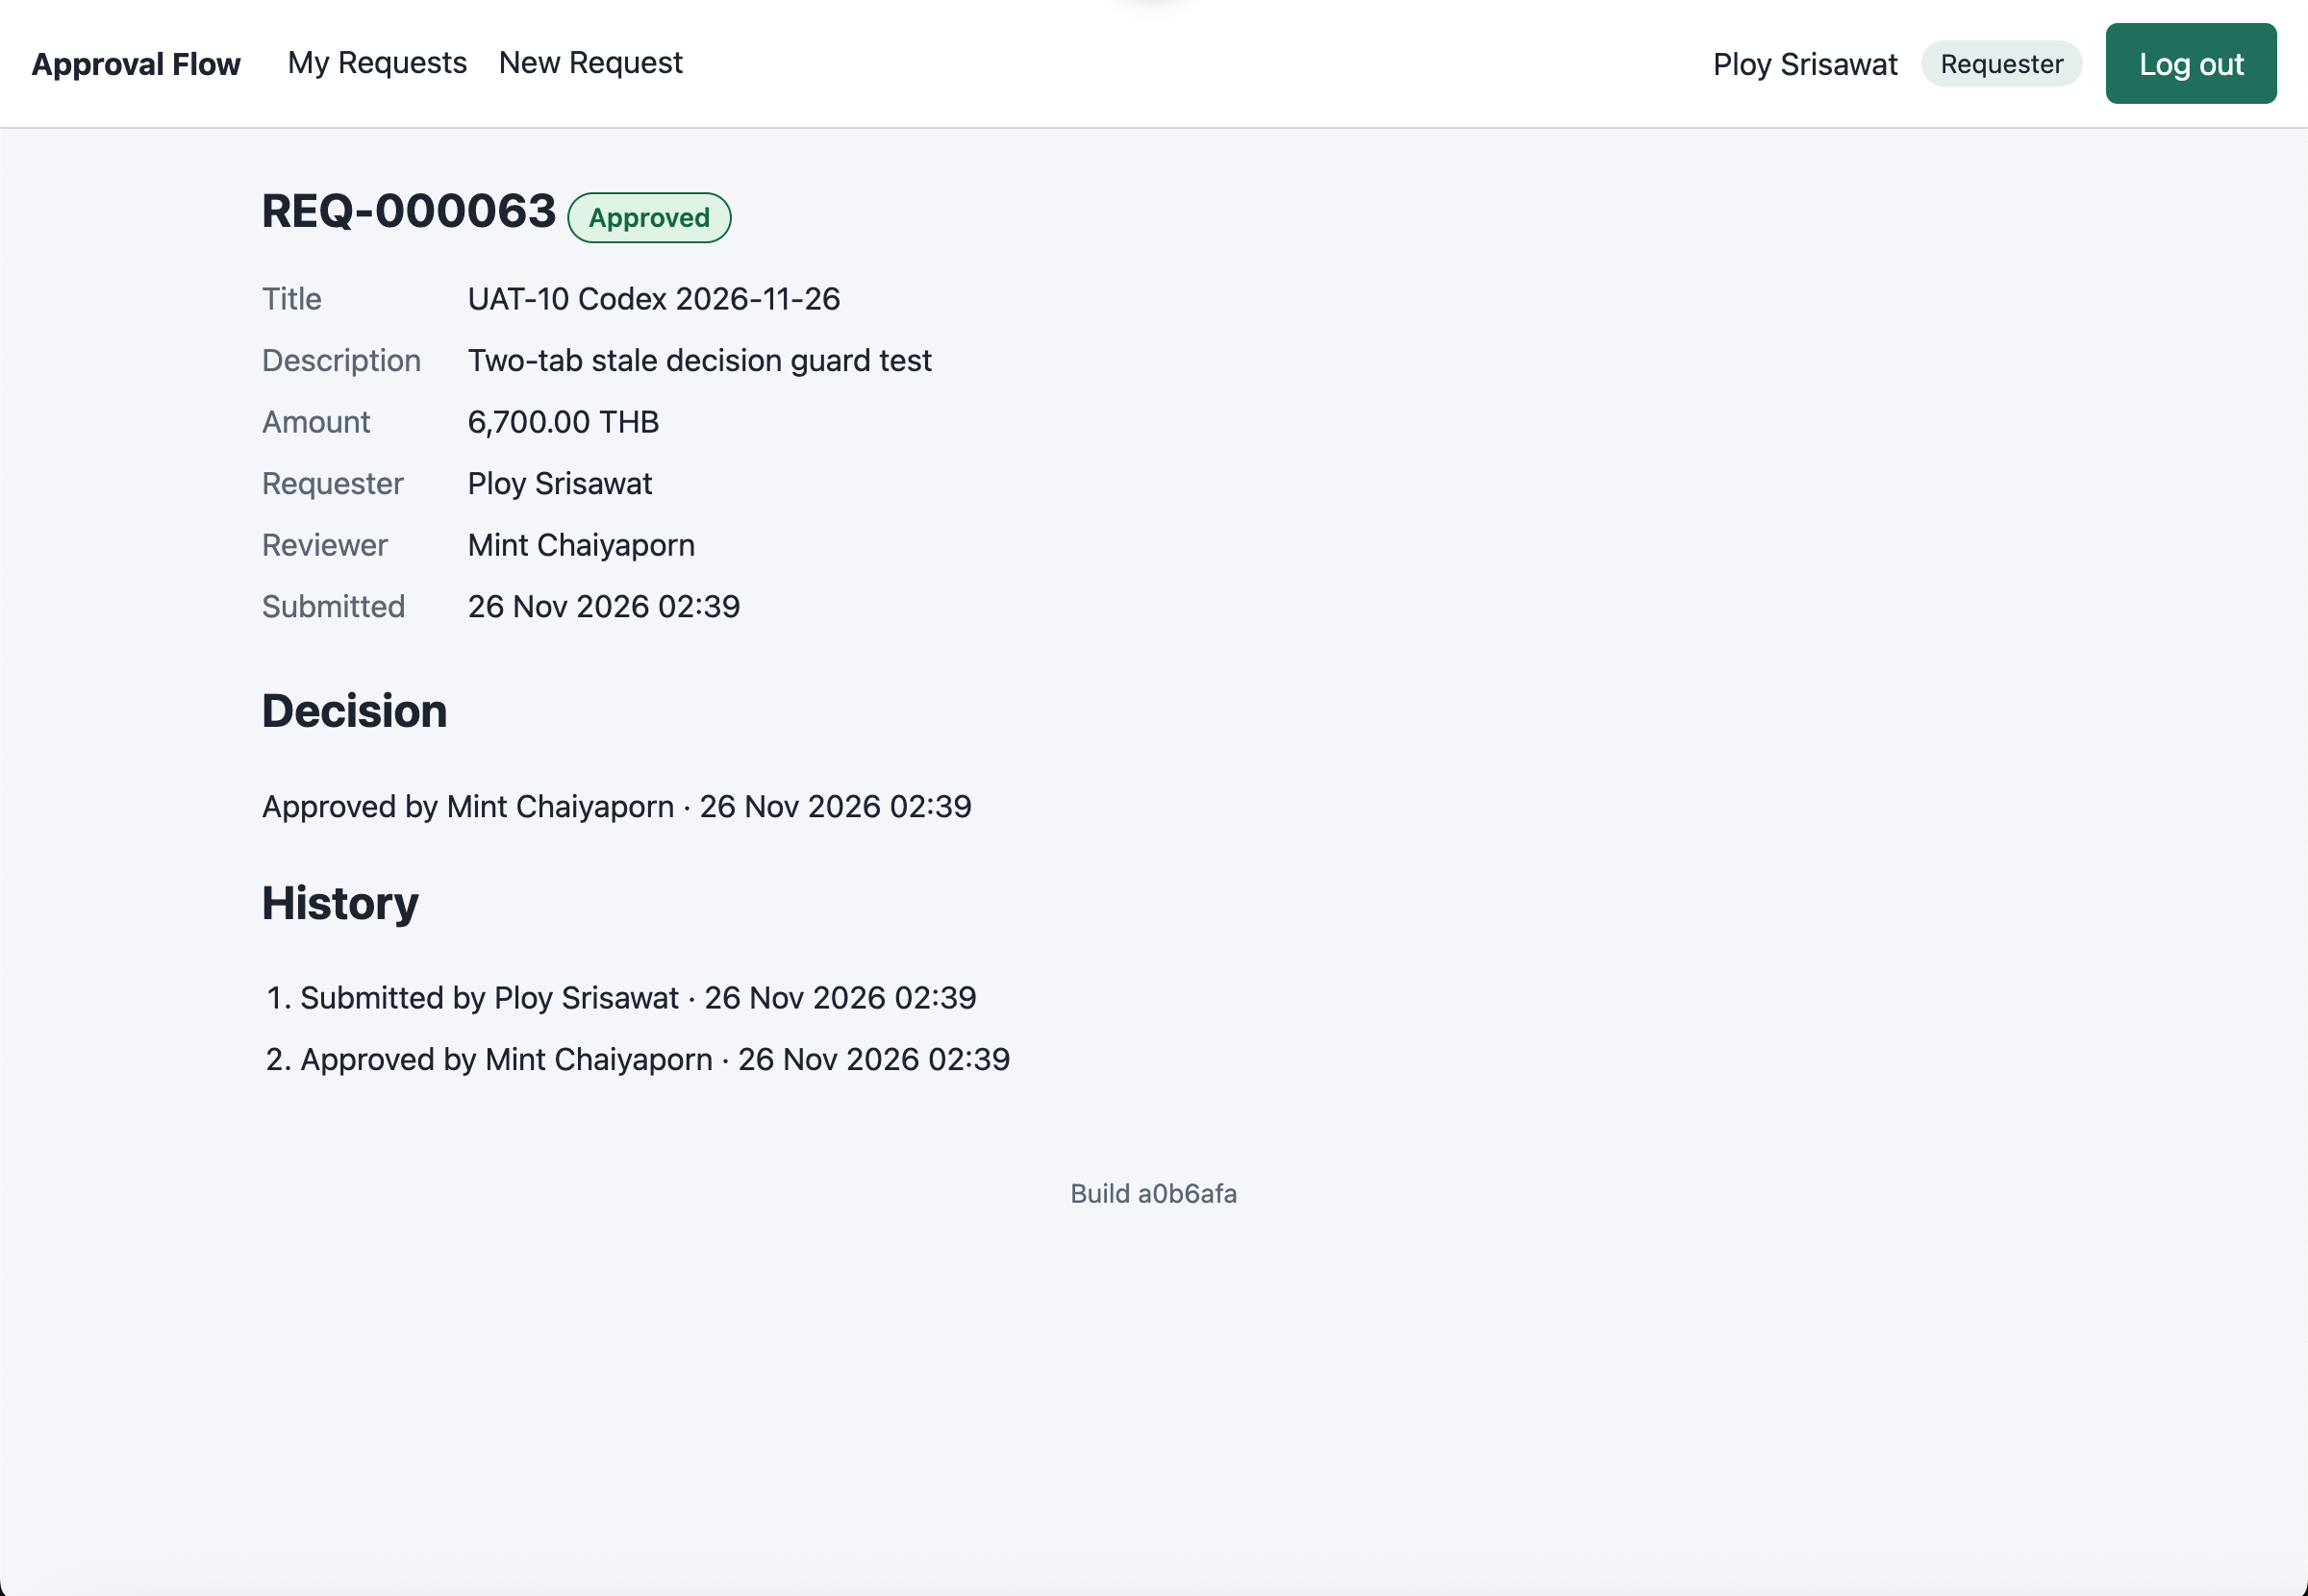 Approval Flow My Requests New Request Ploy Srisawat Requester Log out
REQ-000063 Approved
Title UAT-10 Codex 2026-11-26
Description Two-tab stale decision guard test
Amount 6,700.00 THB
Requester Ploy Srisawat
Reviewer Mint Chaiyaporn
Submitted 26 Nov 2026 02:39
Decision
Approved by Mint Chaiyaporn · 26 Nov 2026 02:39
History
1. Submitted by Ploy Srisawat · 26 Nov 2026 02:39
2. Approved by Mint Chaiyaporn · 26 Nov 2026 02:39
Build a0b6afa